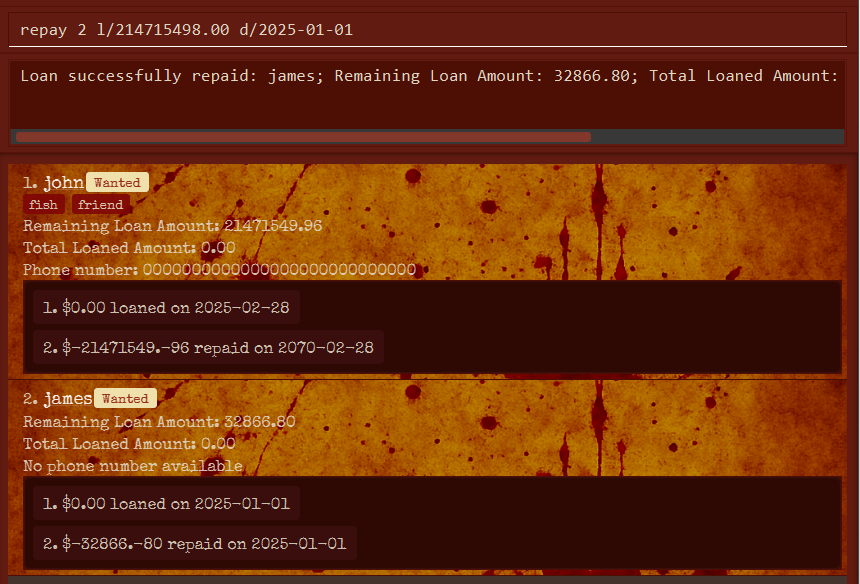 repay 2 l/214715498.00 d/2025-01-01
Loan successfully repaid: james; Remaining Loan Amount: 32866.80; Total Loaned Amount:
1. john Wanted
fish friend
Remaining Loan Amount: 21471549.96
Total Loaned Amount: 0.00
Phone number: 000000000000000000000000000000
1. $0.00 loaned on 2025-02-28
2. $-21471549.-96 repaid on 2070-02-28
2. james Wanted
Remaining Loan Amount: 32866.80
Total Loaned Amount: 0.00
No phone number available
1. $0.00 loaned on 2025-01-01
2. $-32866.-80 repaid on 2025-01-01